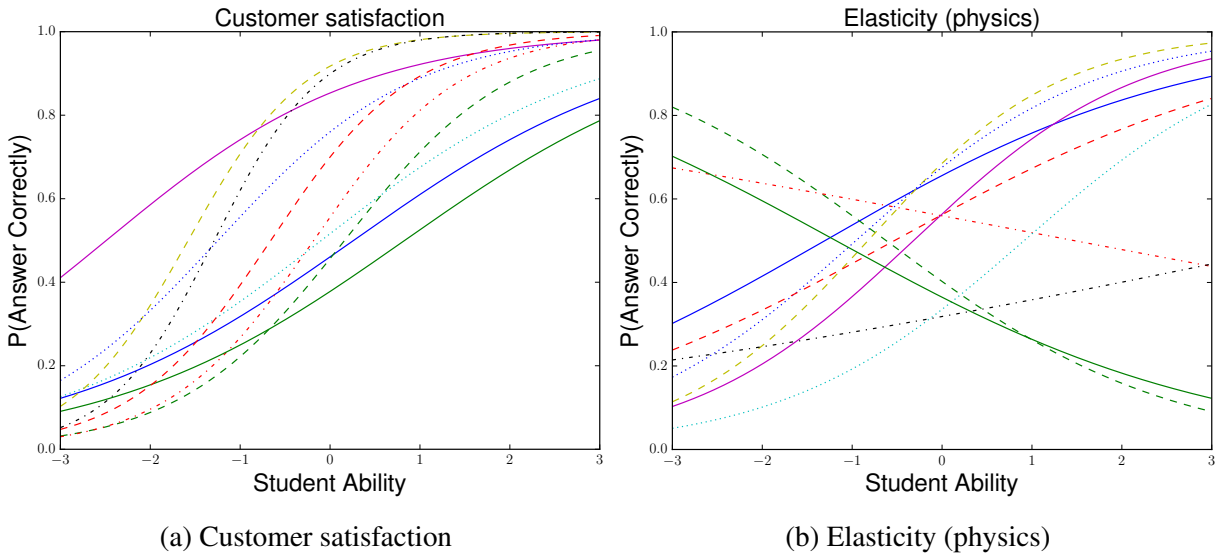 Customer satisfaction
1.0
0.8
0.6
0.4
0.2
0.0
P(Answer Correctly)
−3 −2 −1 0 1 2 3
Student Ability
(a) Customer satisfaction
Elasticity (physics)
1.0
0.8
0.6
0.4
0.2
0.0
P(Answer Correctly)
−3 −2 −1 0 1 2 3
Student Ability
(b) Elasticity (physics)